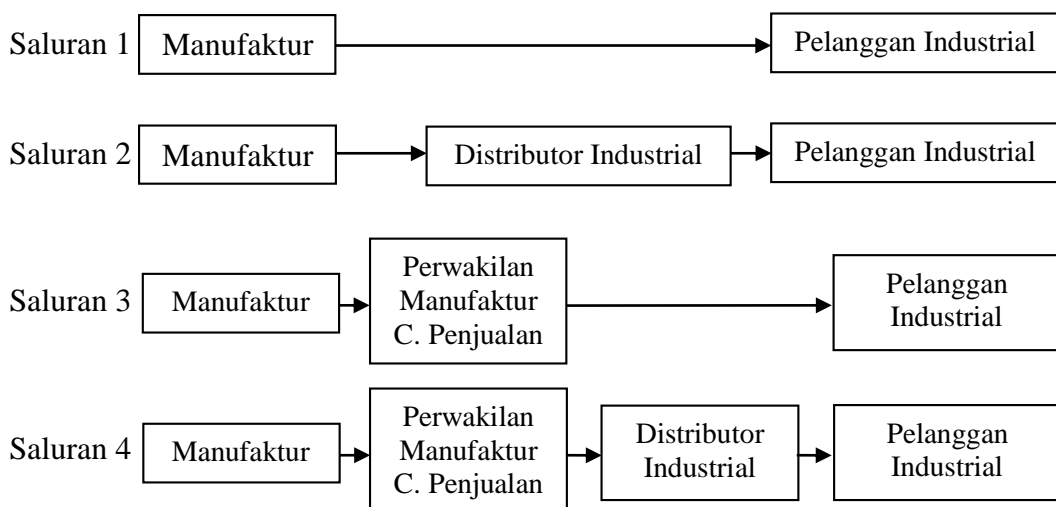 Saluran 1 Manufaktur Pelanggan Industrial
Saluran 2 Manufaktur Distributor Industrial Pelanggan Industrial
Saluran 3 Manufaktur
Perwakilan
Manufaktur
C. Penjualan
Pelanggan
Industrial
Saluran 4 Manufaktur
Perwakilan
Manufaktur
C. Penjualan
Distributor
Industrial
Pelanggan
Industrial